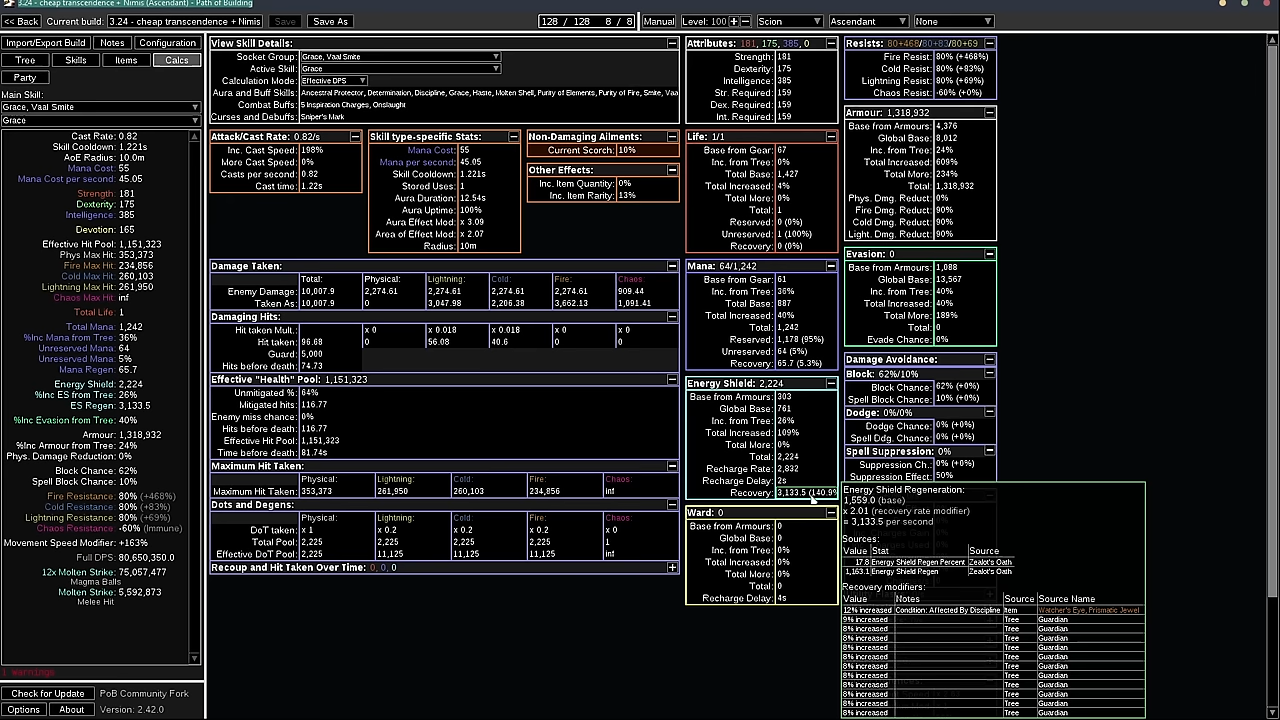 3.24 - cheap transcendence + Nimis (Ascendant) - Path of Building
<< Back
Current build:
3.24 - cheap transcendence + Nimis
Save
Save As
128 / 128 8 / 8
Manual
Level: 100
+
Scion
Ascendant
None
Import/Export Build
Notes
Configuration
Tree
Skills
Items
Calcs
Party
Main Skill:
Grace, Vaal Smite
Grace
Cast Rate: 0.82
Skill Cooldown: 1.221s
AoE Radius: 10.0m
Mana Cost: 55
Mana Cost per second: 45.05
Strength: 181
Dexterity: 175
Intelligence: 385
Devotion: 165
Effective Hit Pool: 1,151,323
Phys Max Hit: 353,373
Fire Max Hit: 234,856
Cold Max Hit: 260,103
Lightning Max Hit: 261,950
Chaos Max Hit: inf
Total Life: 1
Total Mana: 1,242
%Inc Mana from Tree: 36%
Unreserved Mana: 64
Unreserved Mana: 5%
Mana Regen: 65.7
Energy Shield: 2,224
%Inc ES from Tree: 26%
ES Regen: 3,133.5
%Inc Evasion from Tree: 40%
Armour: 1,318,932
%Inc Armour from Tree: 24%
Phys. Damage Reduction: 0%
Block Chance: 62%
Spell Block Chance: 10%
Fire Resistance: 80% (+468%)
Cold Resistance: 80% (+83%)
Lightning Resistance: 80% (+69%)
Chaos Resistance: -60% (Immune)
Movement Speed Modifier: +163%
Full DPS: 80,650,350.0
12x Molten Strike: 75,057,477
Magma Balls
Molten Strike: 5,592,873
Melee Hit
1 warnings
Check for Update
PoB Community Fork
Options
About
Version: 2.42.0
View Skill Details:
Socket Group: Grace, Vaal Smite
Active Skill: Grace
Calculation Mode: Effective DPS
Aura and Buff Skills: Ancestral Protector, Determination, Discipline, Grace, Haste, Molten Shell, Purity of Elements, Purity of Fire, Smite, Vaa
Combat Buffs: 5 Inspiration Charges, Onslaught
Curses and Debuffs: Sniper's Mark
Attack/Cast Rate: 0.82/s
Inc. Cast Speed: 198%
More Cast Speed: 0%
Casts per second: 0.82
Cast time: 1.22s
Skill type-specific Stats:
Mana Cost: 55
Mana per second: 45.05
Skill Cooldown: 1.221s
Stored Uses: 1
Aura Duration: 12.54s
Aura Uptime: 100%
Aura Effect Mod: x 3.09
Area of Effect Mod: x 2.07
Radius: 10m
Non-Damaging Ailments:
Current Scorch: 10%
Other Effects:
Inc. Item Quantity: 0%
Inc. Item Rarity: 13%
Damage Taken:
Total: Physical: Lightning: Cold: Fire: Chaos:
Enemy Damage: 10,007.9 2,274.61 2,274.61 2,274.61 2,274.61 909.44
Taken As: 10,007.9 0 3,047.98 2,206.38 3,662.13 1,091.41
Damaging Hits:
Hit taken Mult.: x 0 x 0.018 x 0.018 x 0 x 0
Hit taken: 96.68 0 56.08 40.6 0 0
Guard: 5,000
Hits before death: 74.73
Effective "Health" Pool: 1,151,323
Unmitigated %: 64%
Mitigated hits: 116.77
Enemy miss chance: 0%
Hits before death: 116.77
Effective Hit Pool: 1,151,323
Time before death: 81.74s
Maximum Hit Taken:
Physical: Lightning: Cold: Fire: Chaos:
Maximum Hit Taken: 353,373 261,950 260,103 234,856 inf
Dots and Degens:
Physical: Lightning: Cold: Fire: Chaos:
DoT taken: x 1 x 0.2 x 0.2 x 0.2 x 0
Total Pool: 2,225 2,225 2,225 2,225 1
Effective DoT Pool: 2,225 11,125 11,125 11,125 inf
Recoup and Hit Taken Over Time: 0, 0, 0
Attributes: 181, 175, 385, 0
Strength: 181
Dexterity: 175
Intelligence: 385
Str. Required: 159
Dex. Required: 159
Int. Required: 159
Life: 1/1
Base from Gear: 67
Inc. from Tree: 0%
Total Base: 1,427
Total Increased: 4%
Total More: 0%
Total: 1
Reserved: 0 (0%)
Unreserved: 1 (100%)
Recovery: 0 (0%)
Mana: 64/1,242
Base from Gear: 61
Inc. from Tree: 36%
Total Base: 887
Total Increased: 40%
Total: 1,242
Reserved: 1,178 (95%)
Unreserved: 64 (5%)
Recovery: 65.7 (5.3%)
Energy Shield: 2,224
Base from Armours: 303
Global Base: 761
Inc. from Tree: 26%
Total Increased: 109%
Total More: 0%
Total: 2,224
Recharge Rate: 2,832
Recharge Delay: 2s
Recovery: 3,133.5 (140.9%
Ward: 0
Base from Armours: 0
Global Base: 0
Inc. from Tree: 0%
Total Increased: 0%
Total More: 0%
Total: 0
Recharge Delay: 4s
Resists: 80+468/80+83/80+69
Fire Resist: 80% (+468%)
Cold Resist: 80% (+83%)
Lightning Resist: 80% (+69%)
Chaos Resist: -60% (+0%)
Armour: 1,318,932
Base from Armours: 4,376
Global Base: 8,012
Inc. from Tree: 24%
Total Increased: 609%
Total More: 234%
Total: 1,318,932
Phys. Dmg. Reduct: 0%
Fire Dmg. Reduct: 90%
Cold Dmg. Reduct: 90%
Light. Dmg. Reduct: 90%
Evasion: 0
Base from Armours: 1,088
Global Base: 13,567
Inc. from Tree: 40%
Total Increased: 40%
Total More: 189%
Total: 0
Evade Chance: 0%
Damage Avoidance:
Block: 62%/10%
Block Chance: 62% (+0%)
Spell Block Chance: 10% (+0%)
Dodge: 0%/0%
Dodge Chance: 0% (+0%)
Spell Ddg. Chance: 0% (+0%)
Spell Suppression: 0%
Suppression Ch.: 0% (+0%)
Suppression Effect: 50%
Energy Shield Regeneration:
1,559.0 (base)
x 2.01 (recovery rate modifier)
= 3,133.5 per second
Sources:
Value Stat Source
17.8 Energy Shield Regen Percent Zealot's Oath
1,163.1 Energy Shield Regen Zealot's Oath
Recovery modifiers:
Value Notes Source Source Name
12% increased Condition: Affected By Discipline Item Watcher's Eye, Prismatic Jewel
9% increased Tree Guardian
8% increased Tree Guardian
8% increased Tree Guardian
8% increased Tree Guardian
8% increased Tree Guardian
8% increased Tree Guardian
8% increased Tree Guardian
8% increased Tree Guardian
8% increased Tree Guardian
8% increased Tree Guardian
8% increased Tree Guardian